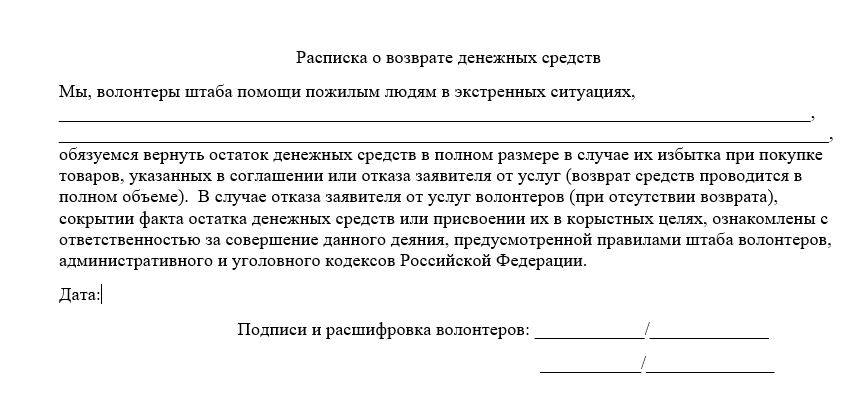 Расписка о возврате денежных средств
Мы, волонтеры штаба помощи пожилым людям в экстренных ситуациях,
____________________________________________________________________________________,
______________________________________________________________________________________,
обязуемся вернуть остаток денежных средств в полном размере в случае их избытка при покупке
товаров, указанных в соглашении или отказа заявителя от услуг (возврат средств проводится в
полном объеме).  В случае отказа заявителя от услуг волонтеров (при отсутствии возврата),
сокрытии факта остатка денежных средств или присвоении их в корыстных целях, ознакомлены с
ответственностью за совершение данного деяния, предусмотренной правилами штаба волонтеров,
административного и уголовного кодексов Российской Федерации.
Дата:
Подписи и расшифровка волонтеров: ____________/_____________
___________/______________